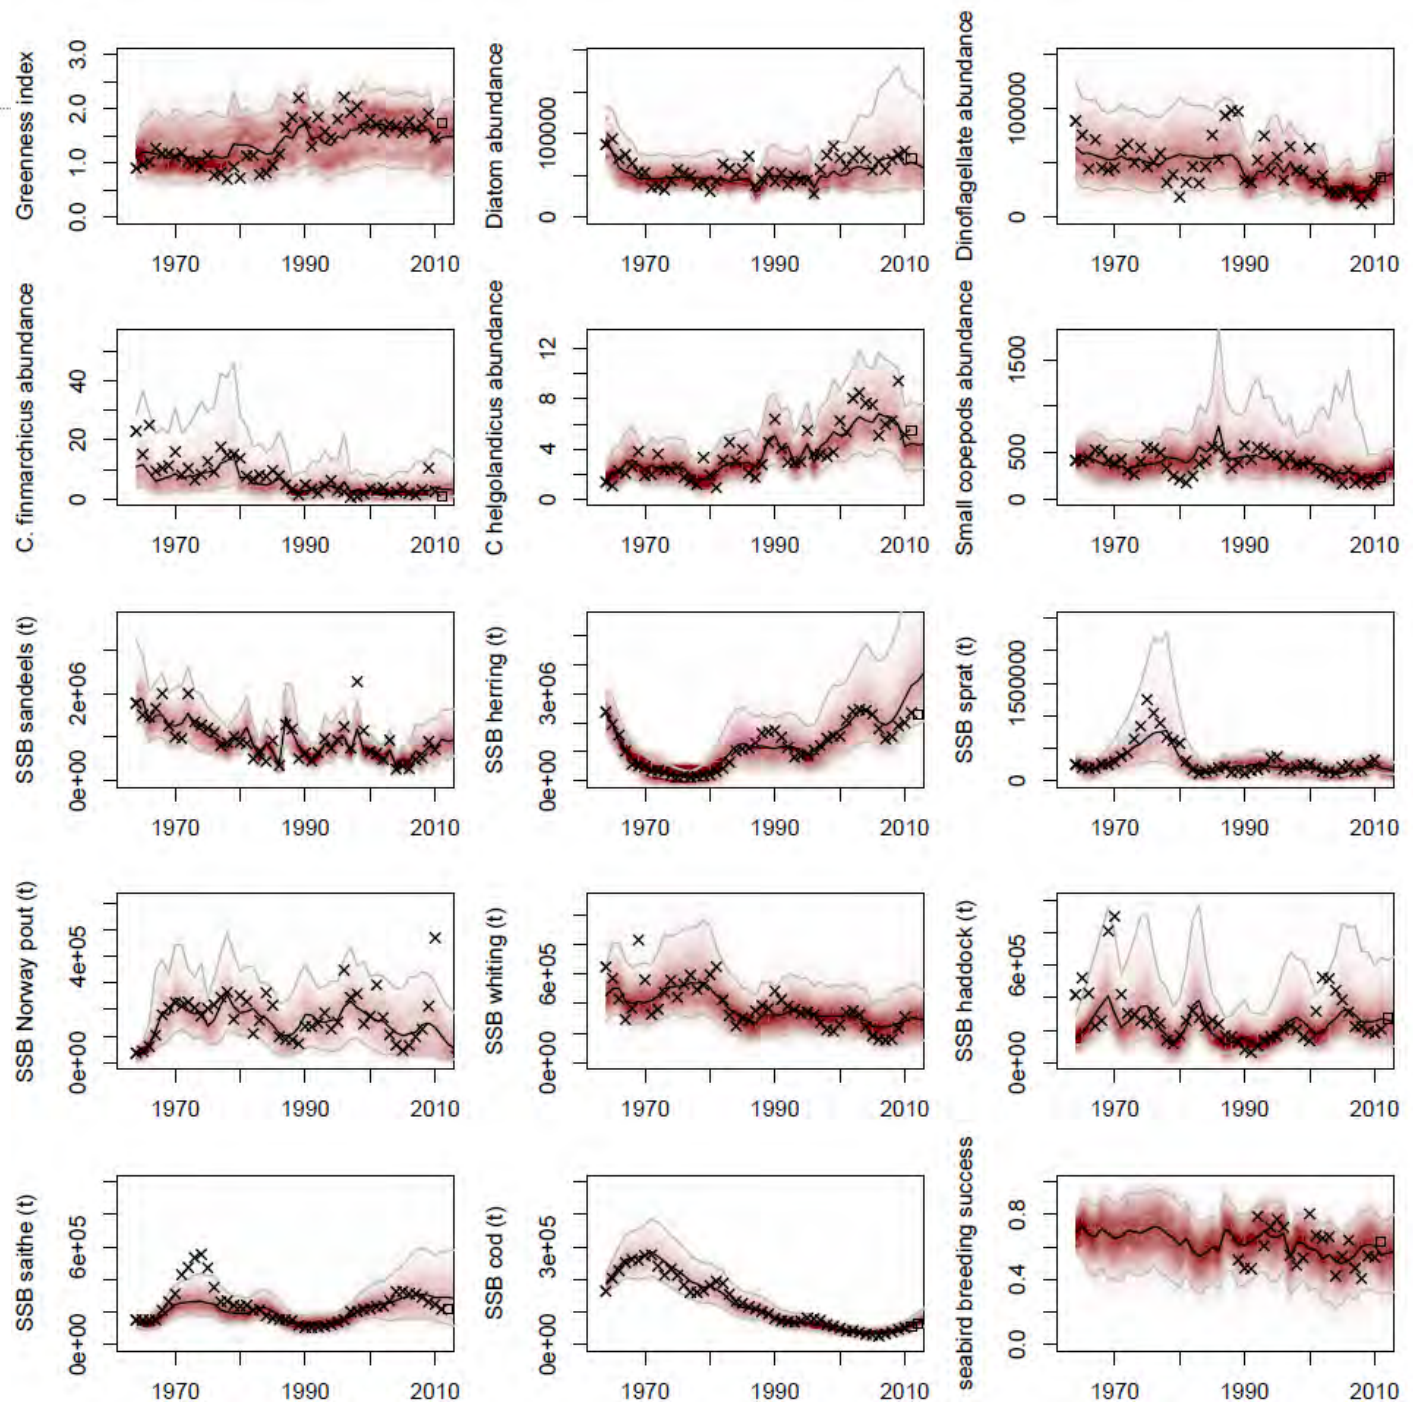 Greenness index
0.0 1.0 2.0 3.0
1970 1990 2010
Diatom abundance
0 10000
1970 1990 2010
Dinoflagellate abundance
0 10000
1970 1990 2010
C. finmarchicus abundance
0 20 40
1970 1990 2010
C helgolandicus abundance
0 4 8 12
1970 1990 2010
Small copepods abundance
0 500 1500
1970 1990 2010
SSB sandeels (t)
0e+00 2e+06
1970 1990 2010
SSB herring (t)
0e+00 3e+06
1970 1990 2010
SSB sprat (t)
0 1500000
1970 1990 2010
SSB Norway pout (t)
0e+00 4e+05
1970 1990 2010
SSB whiting (t)
0e+00 6e+05
1970 1990 2010
SSB haddock (t)
0e+00 6e+05
1970 1990 2010
SSB saithe (t)
0e+00 6e+05
1970 1990 2010
SSB cod (t)
0e+00 3e+05
1970 1990 2010
seabird breeding success
0.0 0.4 0.8
1970 1990 2010